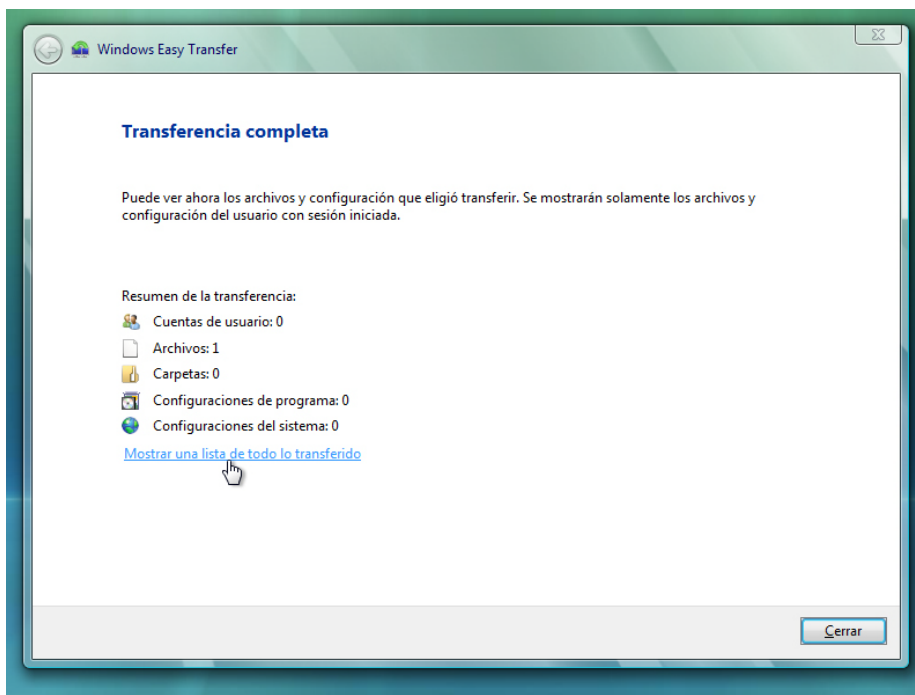 Windows Easy Transfer
Transferencia completa
Puede ver ahora los archivos y configuración que eligió transferir. Se mostrarán solamente los archivos y
configuración del usuario con sesión iniciada.
Resumen de la transferencia:
Cuentas de usuario: 0
Archivos: 1
Carpetas: 0
Configuraciones de programa: 0
Configuraciones del sistema: 0
Mostrar una lista de todo lo transferido
Cerrar